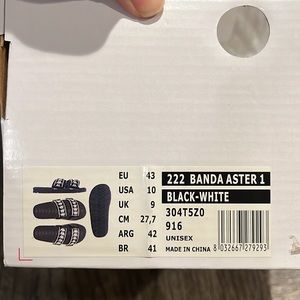 EU 43
USA 10
UK 9
CM 27,7
ARG 42
BR 41
222 BANDA ASTER 1
BLACK-WHITE
304T5Z0
916
UNISEX
MADE IN CHINA
8 032667 279293